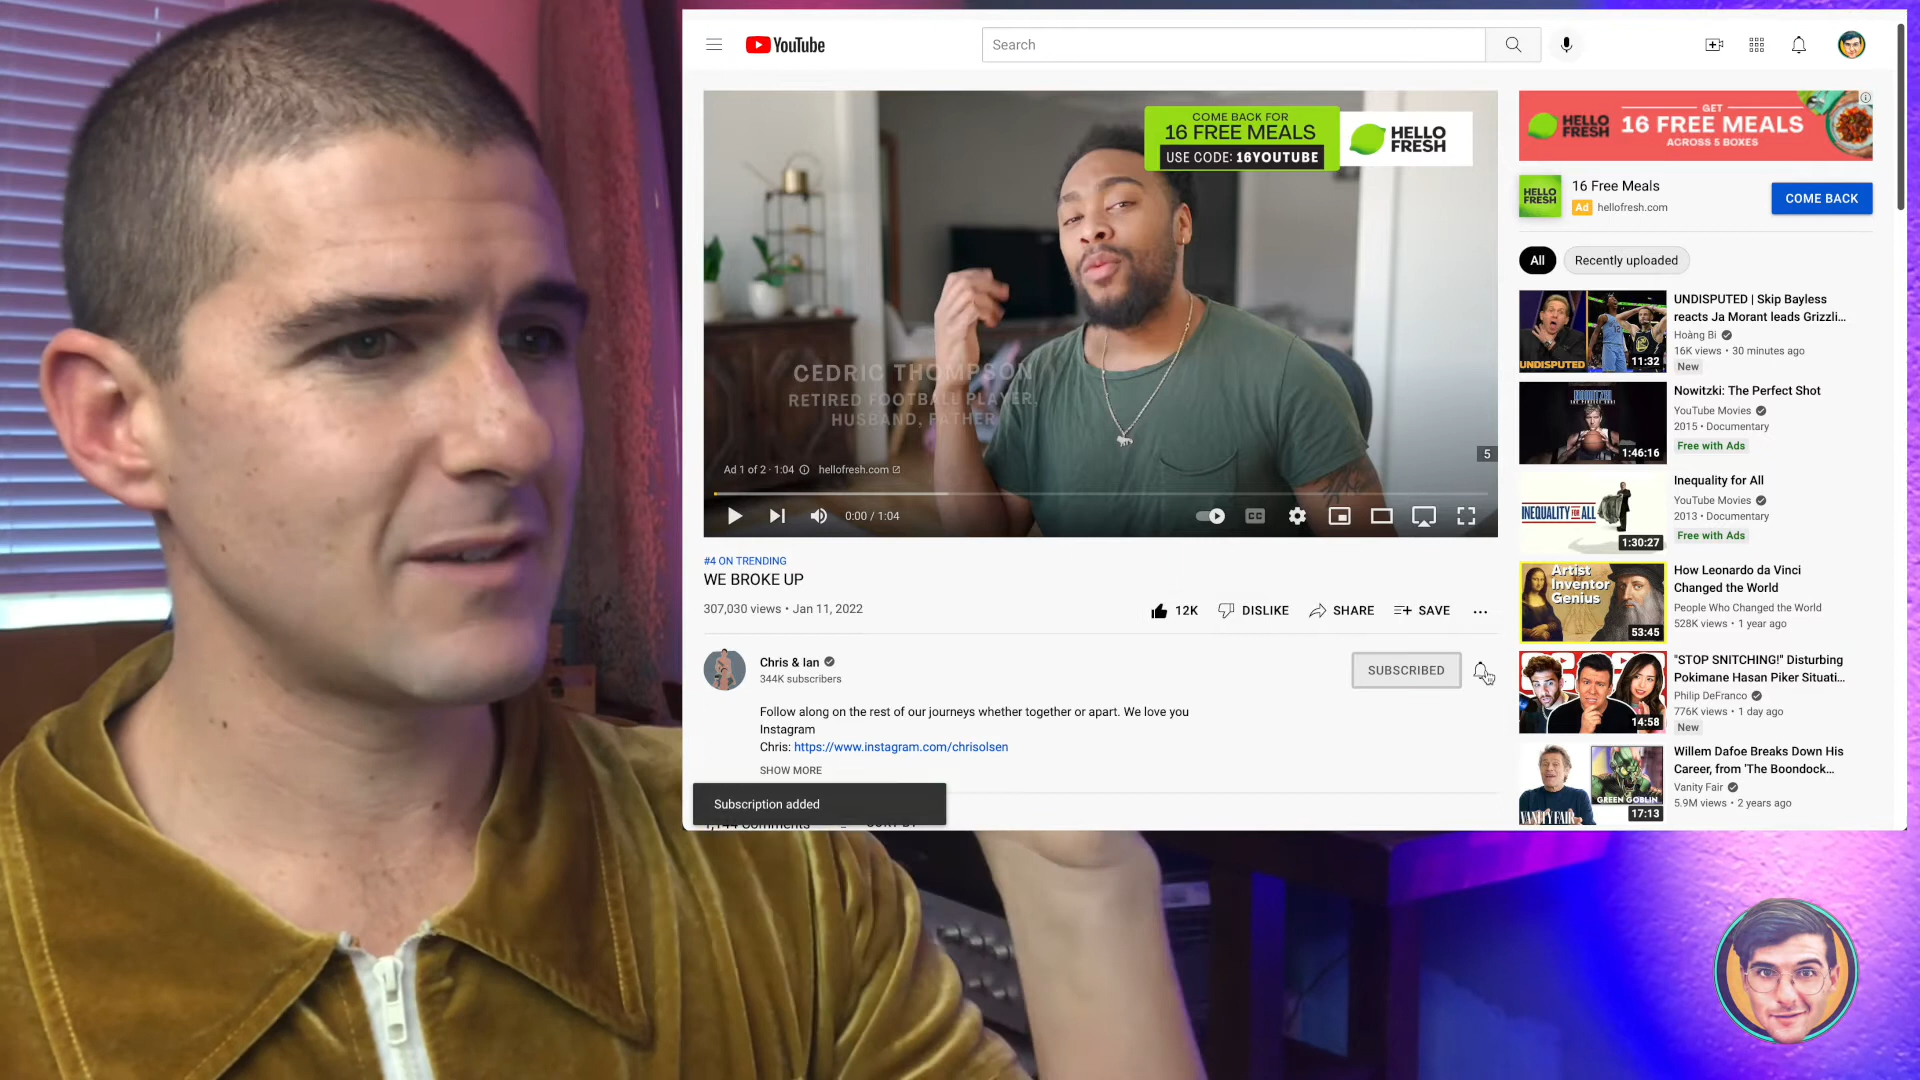 YouTube
Search
COME BACK FOR
16 FREE MEALS
USE CODE: 16YOUTUBE
HELLO
FRESH
CEDRIC THOMPSON
RETIRED FOOTBALL PLAYER,
HUSBAND, FATHER
Ad 1 of 2 · 1:04
hellofresh.com
5
0:00 / 1:04
CC
#4 ON TRENDING
WE BROKE UP
307,030 views • Jan 11, 2022
12K
DISLIKE
SHARE
SAVE
Chris & Ian
344K subscribers
SUBSCRIBED
Follow along on the rest of our journeys whether together or apart. We love you
Instagram
Chris: https://www.instagram.com/chrisolsen
SHOW MORE
Subscription added
HELLO
FRESH
GET
16 FREE MEALS
ACROSS 5 BOXES
HELLO
FRESH
16 Free Meals
Ad hellofresh.com
COME BACK
All
Recently uploaded
UNDISPUTED
11:32
UNDISPUTED | Skip Bayless
reacts Ja Morant leads Grizzli...
Hoàng Bi
16K views • 30 minutes ago
New
1:46:16
Nowitzki: The Perfect Shot
YouTube Movies
2015 • Documentary
Free with Ads
INEQUALITY FOR ALL
1:30:27
Inequality for All
YouTube Movies
2013 • Documentary
Free with Ads
Artist
Inventor
Genius
53:45
How Leonardo da Vinci
Changed the World
People Who Changed the World
528K views • 1 year ago
14:58
"STOP SNITCHING!" Disturbing
Pokimane Hasan Piker Situati...
Philip DeFranco
776K views • 1 day ago
New
GREEN GOBLIN
VANITY FAIR
17:13
Willem Dafoe Breaks Down His
Career, from 'The Boondock...
Vanity Fair
5.9M views • 2 years ago